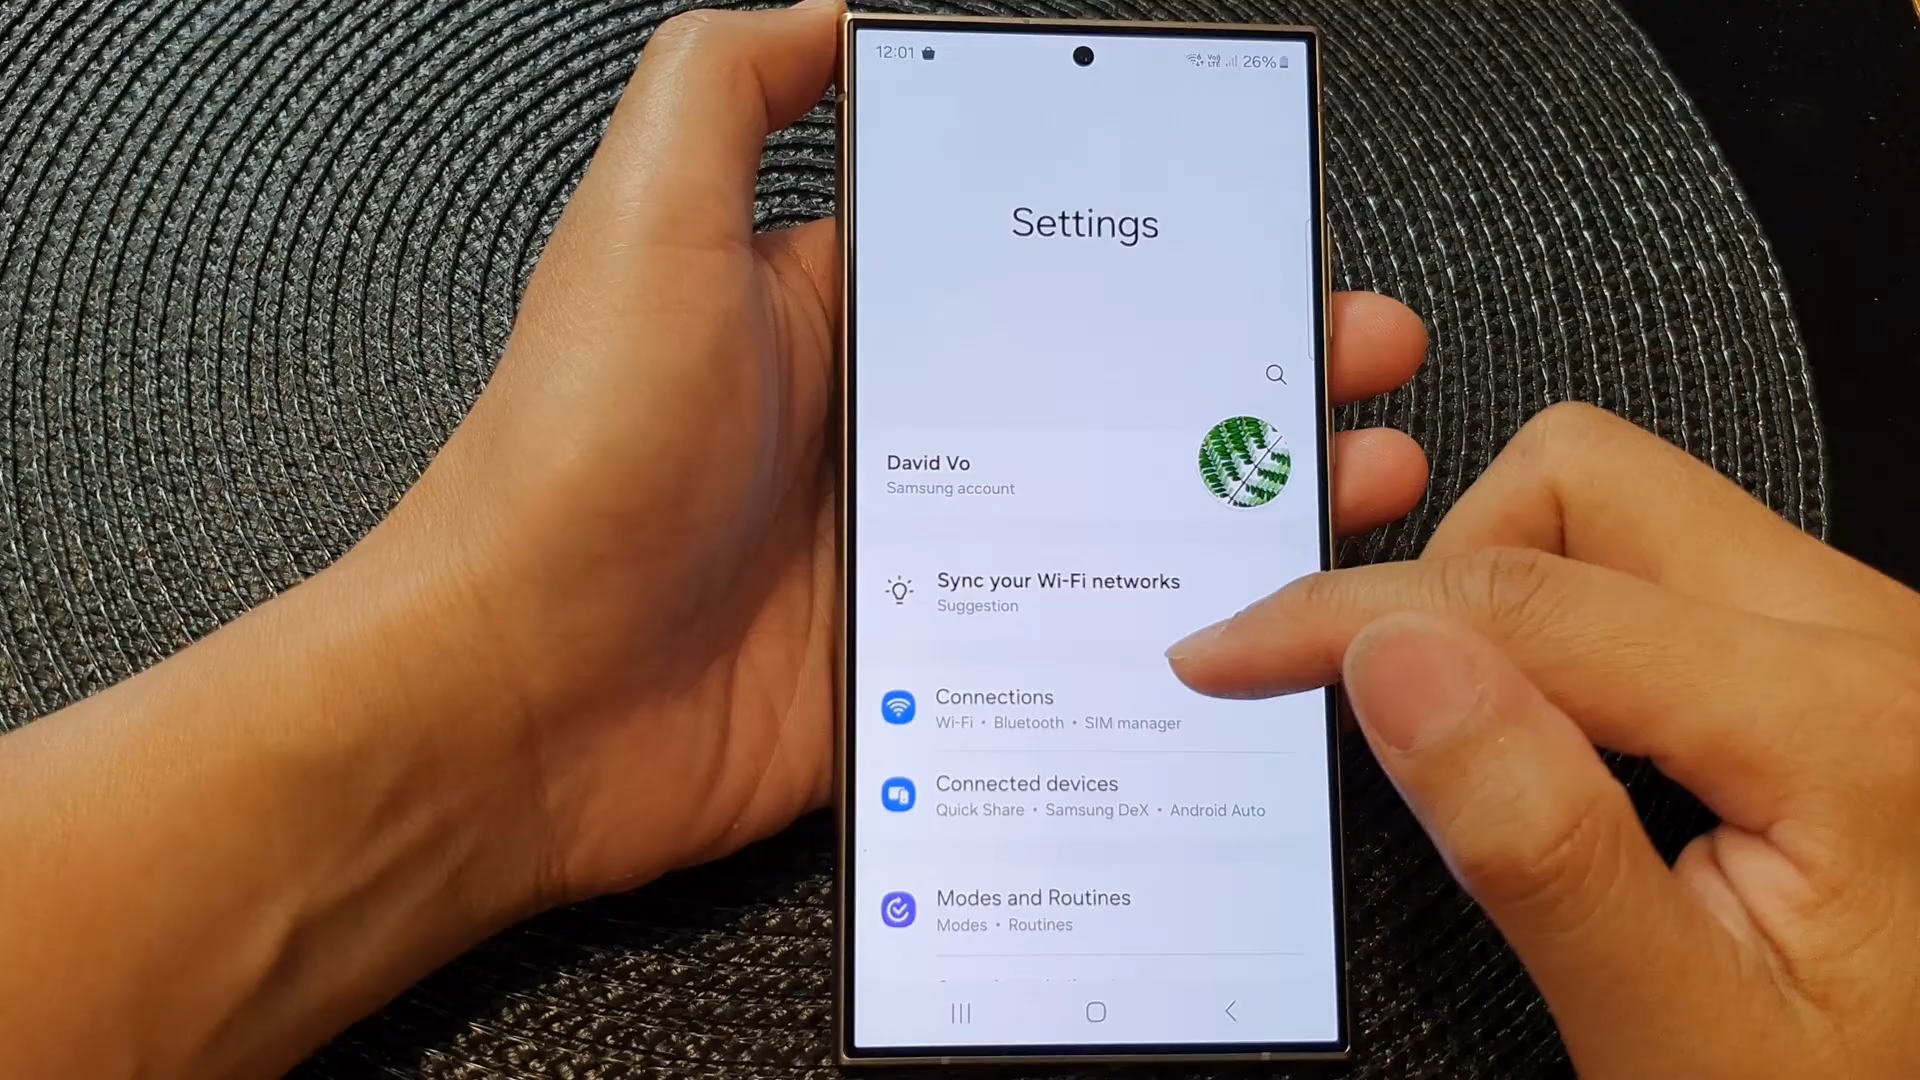 12:01
26%
Settings
David Vo
Samsung account
Sync your Wi-Fi networks
Suggestion
Connections
Wi-Fi • Bluetooth • SIM manager
Connected devices
Quick Share • Samsung DeX • Android Auto
Modes and Routines
Modes • Routines